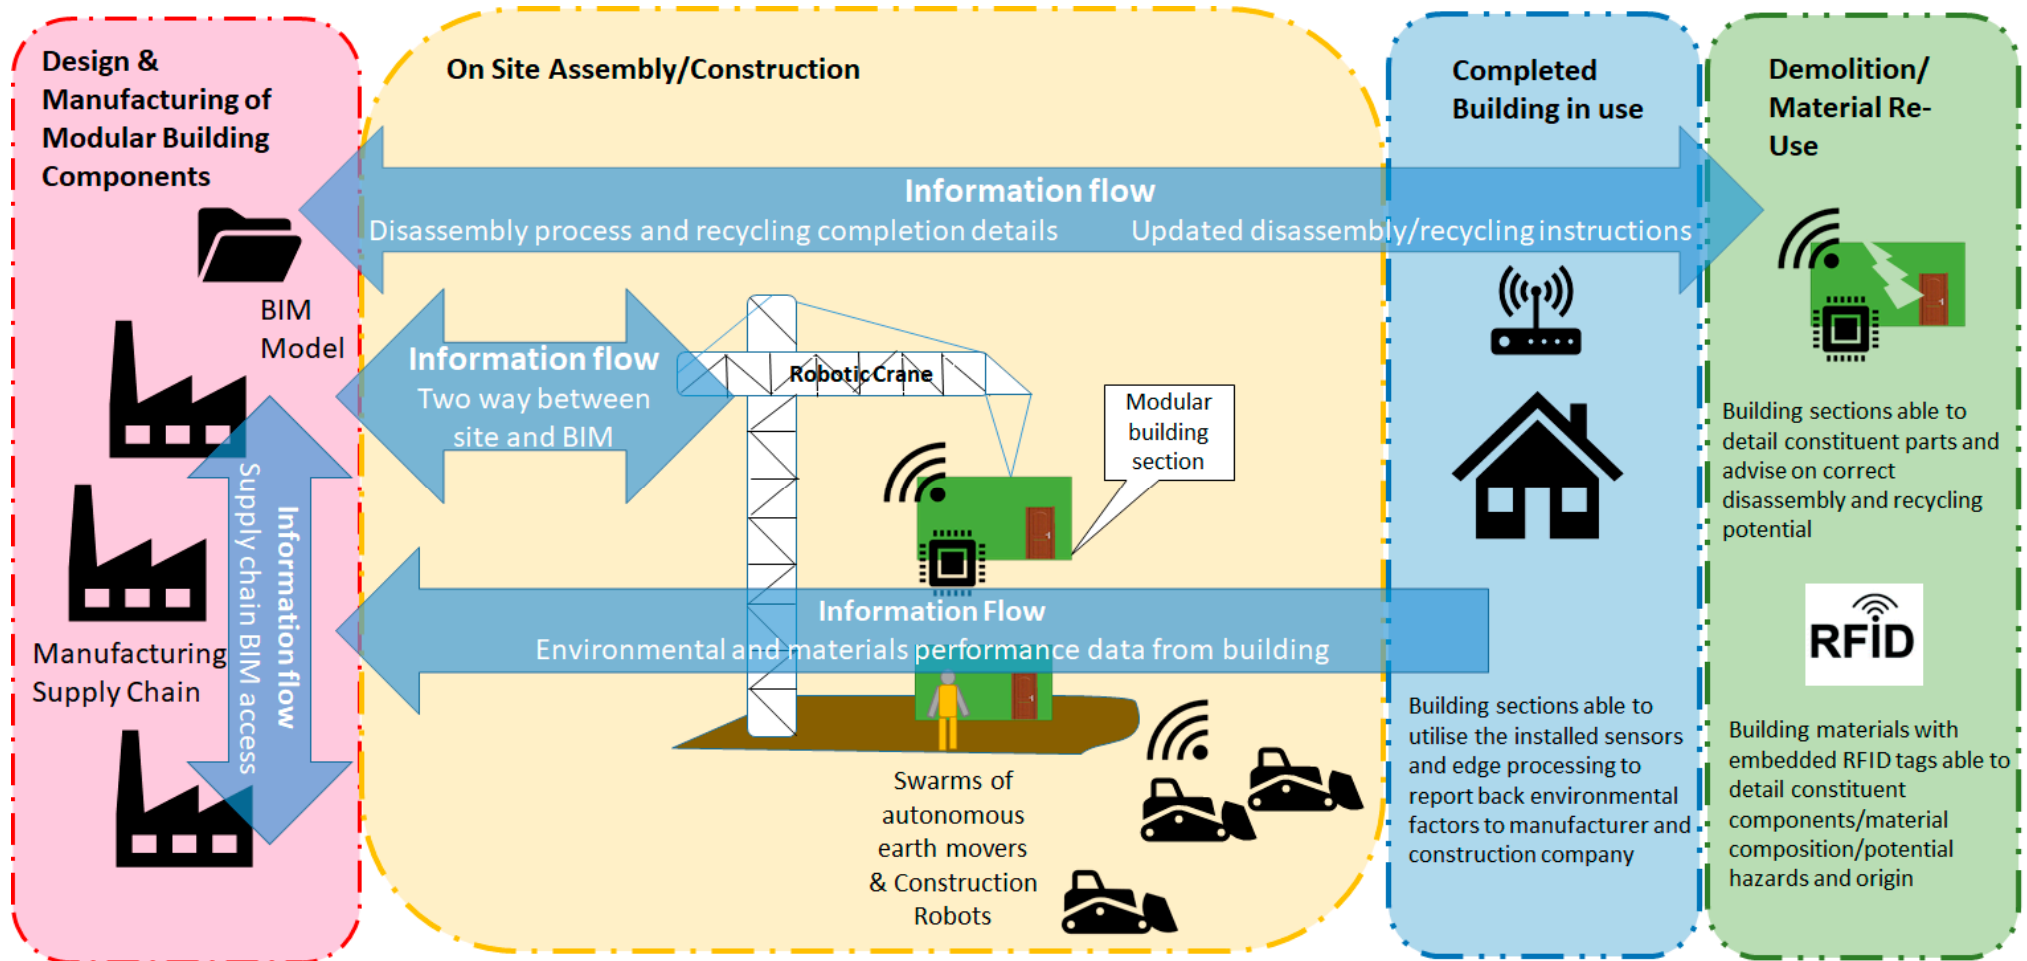 Design &
Manufacturing of
Modular Building
Components
BIM
Model
Manufacturing
Supply Chain
Information flow
Supply chain BIM access
On Site Assembly/Construction
Information flow
Disassembly process and recycling completion details
Updated disassembly/recycling instructions
Information flow
Two way between
site and BIM
Robotic Crane
Modular
building
section
Information Flow
Environmental and materials performance data from building
Swarms of
autonomous
earth movers
& Construction
Robots
Completed
Building in use
Building sections able to
utilise the installed sensors
and edge processing to
report back environmental
factors to manufacturer and
construction company
Demolition/
Material Re-
Use
Building sections able to
detail constituent parts and
advise on correct
disassembly and recycling
potential
RFiD
Building materials with
embedded RFID tags able to
detail constituent
components/material
composition/potential
hazards and origin